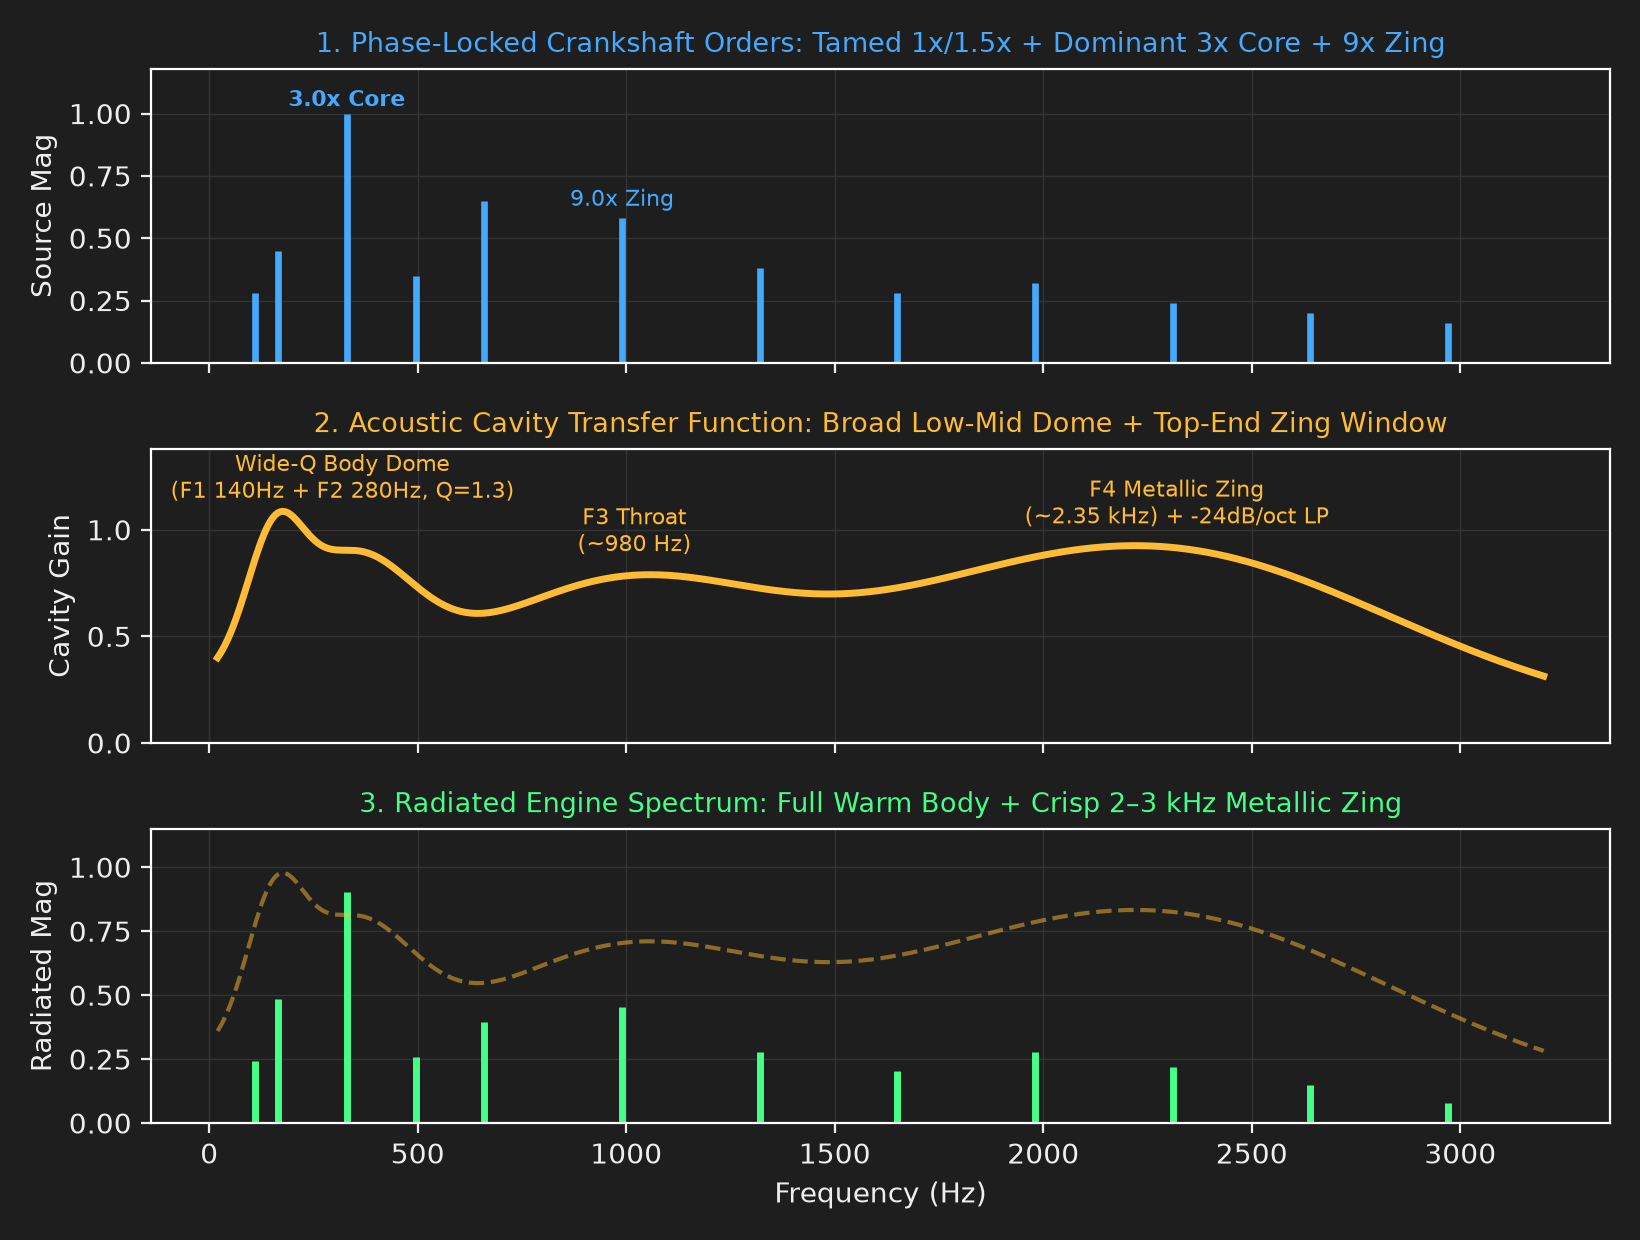 1. Phase-Locked Crankshaft Orders: Tamed 1x/1.5x + Dominant 3x Core + 9x Zing
3.0x Core
9.0x Zing
Source Mag
1.00
0.75
0.50
0.25
0.00
2. Acoustic Cavity Transfer Function: Broad Low-Mid Dome + Top-End Zing Window
Wide-Q Body Dome
(F1 140Hz + F2 280Hz, Q=1.3)
F3 Throat
(~980 Hz)
F4 Metallic Zing
(~2.35 kHz) + -24dB/oct LP
Cavity Gain
1.0
0.5
0.0
3. Radiated Engine Spectrum: Full Warm Body + Crisp 2–3 kHz Metallic Zing
Radiated Mag
1.00
0.75
0.50
0.25
0.00
0 500 1000 1500 2000 2500 3000
Frequency (Hz)